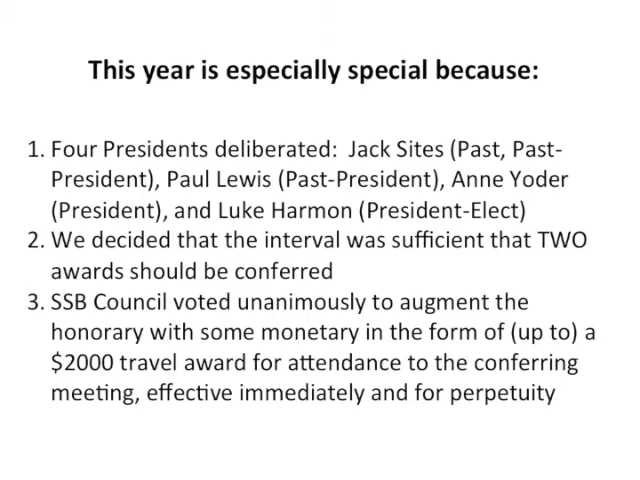 This year is especially special because:
1. Four Presidents deliberated: Jack Sites (Past, Past-
President), Paul Lewis (Past-President), Anne Yoder
(President), and Luke Harmon (President-Elect)
2. We decided that the interval was sufficient that TWO
awards should be conferred
3. SSB Council voted unanimously to augment the
honorary with some monetary in the form of (up to) a
$2000 travel award for attendance to the conferring
meeting, effective immediately and for perpetuity